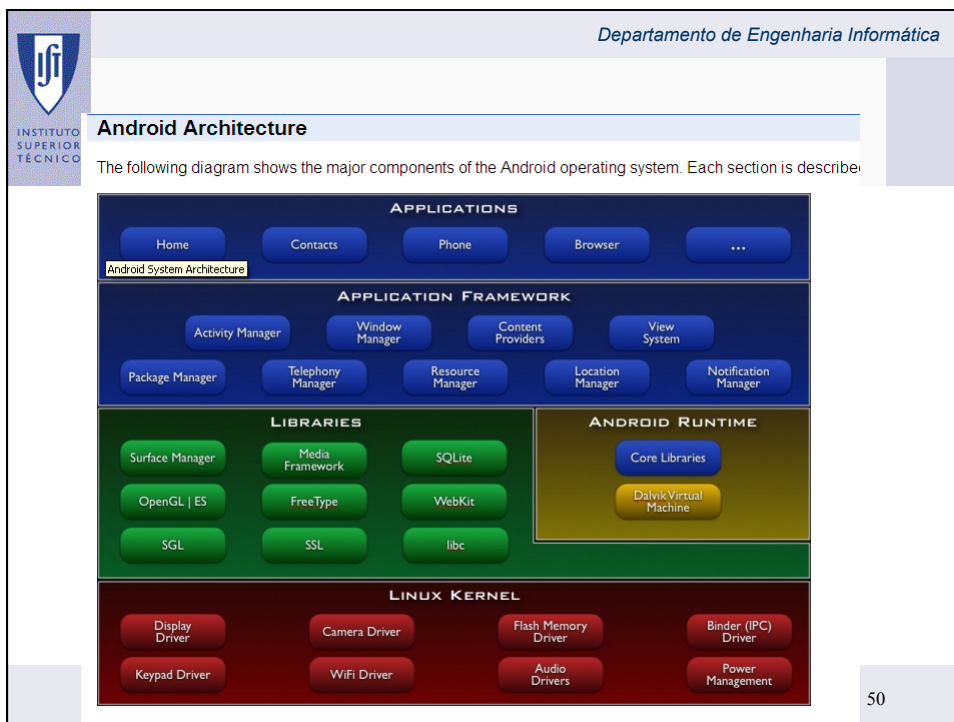 Departamento de Engenharia Informática
IST
INSTITUTO
SUPERIOR
TÉCNICO
Android Architecture
The following diagram shows the major components of the Android operating system. Each section is describe
APPLICATIONS
Home
Contacts
Phone
Browser
...
Android System Architecture
APPLICATION FRAMEWORK
Activity Manager
Window
Manager
Content
Providers
View
System
Package Manager
Telephony
Manager
Resource
Manager
Location
Manager
Notification
Manager
LIBRARIES
Surface Manager
Media
Framework
SQLite
OpenGL | ES
FreeType
WebKit
SGL
SSL
libc
ANDROID RUNTIME
Core Libraries
Dalvik Virtual
Machine
LINUX KERNEL
Display
Driver
Camera Driver
Flash Memory
Driver
Binder (IPC)
Driver
Keypad Driver
WiFi Driver
Audio
Drivers
Power
Management
50